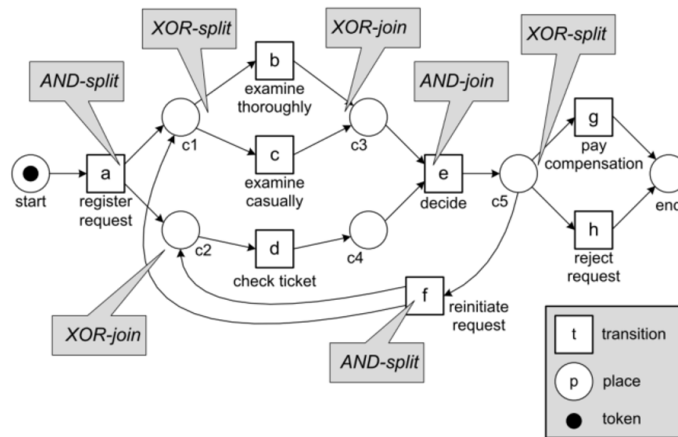 XOR-split
XOR-join
XOR-split
AND-split
AND-join
b
examine
thoroughly
g
pay
compensation
c1
c3
c
examine
casually
a
register
request
start
e
decide
c5
end
c2
d
check ticket
c4
h
reject
request
f
reinitiate
request
XOR-join
AND-split
t transition
p place
token